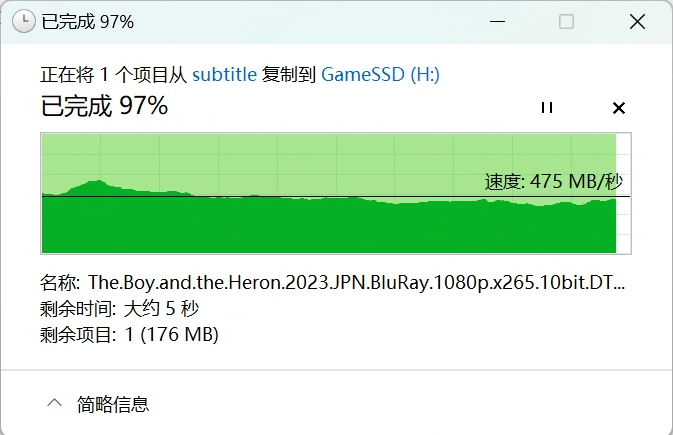 已完成 97%
正在将 1 个项目从 subtitle 复制到 GameSSD (H:)
已完成 97%
速度: 475 MB/秒
名称: The.Boy.and.the.Heron.2023.JPN.BluRay.1080p.x265.10bit.DT...
剩余时间: 大约 5 秒
剩余项目: 1 (176 MB)
简略信息